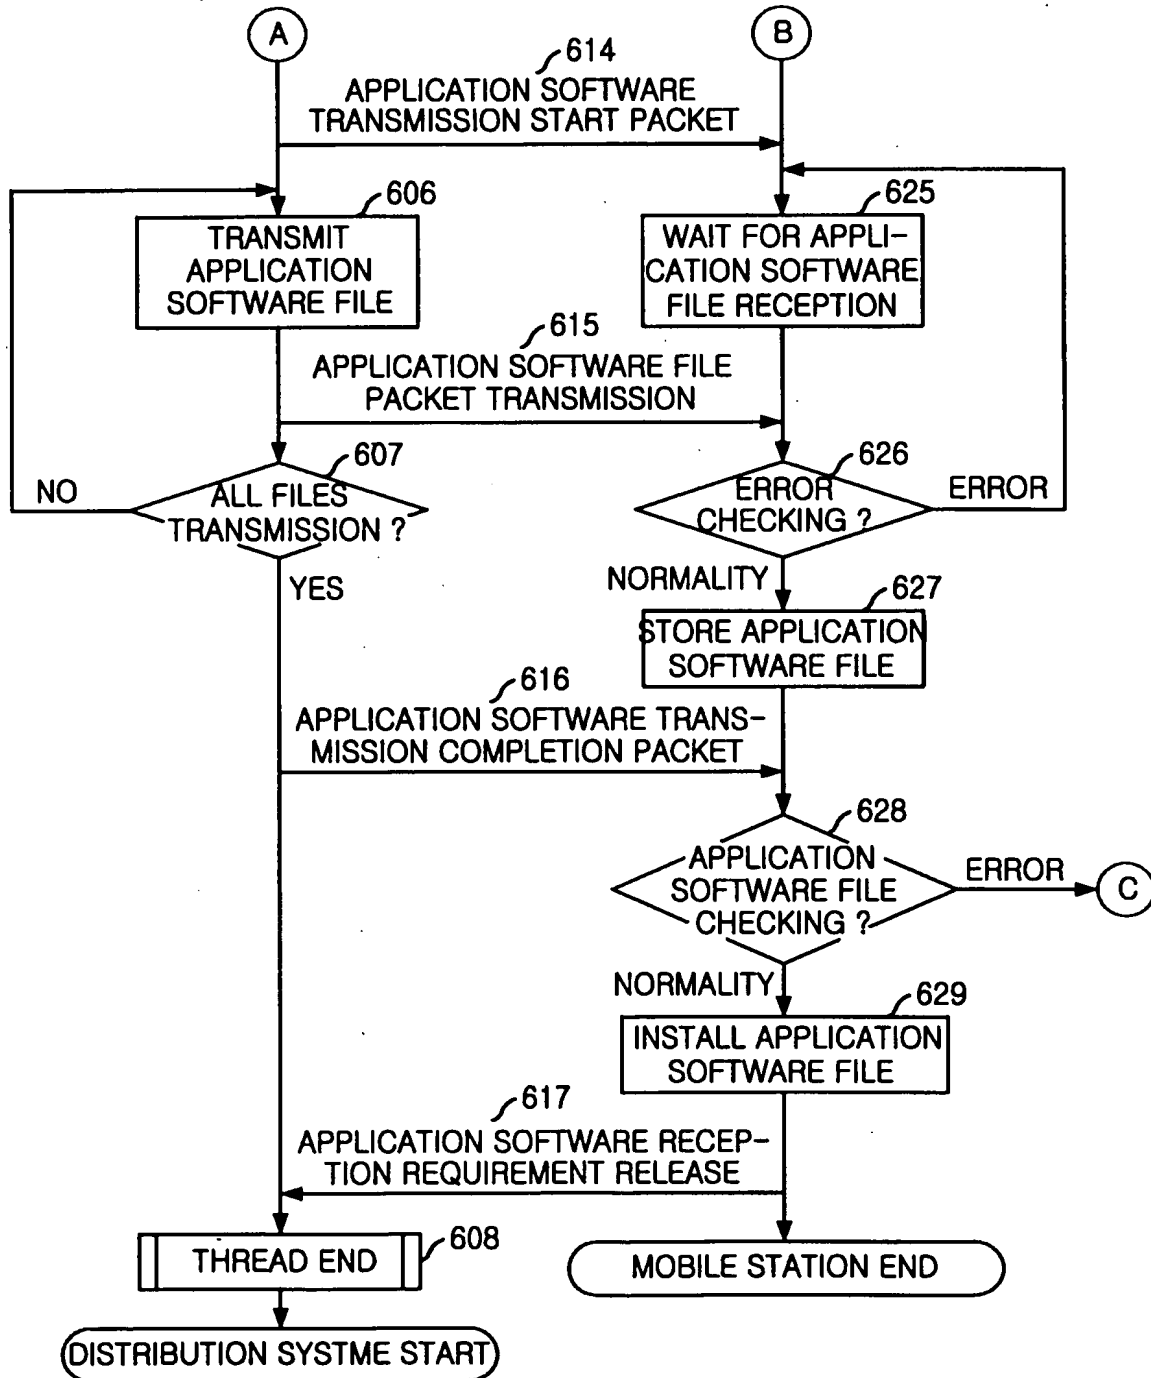 A
B
614
APPLICATION SOFTWARE
TRANSMISSION START PACKET
606
625
TRANSMIT
APPLICATION
SOFTWARE FILE
WAIT FOR APPLI-
CATION SOFTWARE
FILE RECEPTION
615
APPLICATION SOFTWARE FILE
PACKET TRANSMISSION
607
626
NO
ALL FILES
TRANSMISSION ?
ERROR
CHECKING ?
ERROR
YES
NORMALITY
627
STORE APPLICATION
SOFTWARE FILE
616
APPLICATION SOFTWARE TRANS-
MISSION COMPLETION PACKET
628
APPLICATION
SOFTWARE FILE
CHECKING ?
ERROR
C
NORMALITY
629
INSTALL APPLICATION
SOFTWARE FILE
617
APPLICATION SOFTWARE RECEP-
TION REQUIREMENT RELEASE
THREAD END
608
MOBILE STATION END
DISTRIBUTION SYSTME START